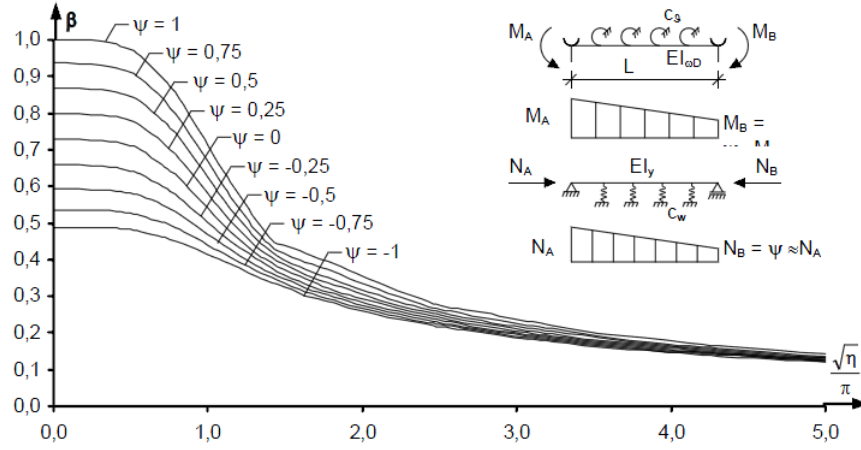 β
ψ = 1
ψ = 0,75
ψ = 0,5
ψ = 0,25
ψ = 0
ψ = -0,25
ψ = -0,5
ψ = -0,75
ψ = -1
1,0
0,9
0,8
0,7
0,6
0,5
0,4
0,3
0,2
0,1
0,0
0,0
1,0
2,0
3,0
4,0
5,0
√η
π
cϑ
M_A
M_B
EI_ωD
L
M_A
M_B =
N_A
EI_y
N_B
c_w
N_A
N_B = ψ ≈N_A